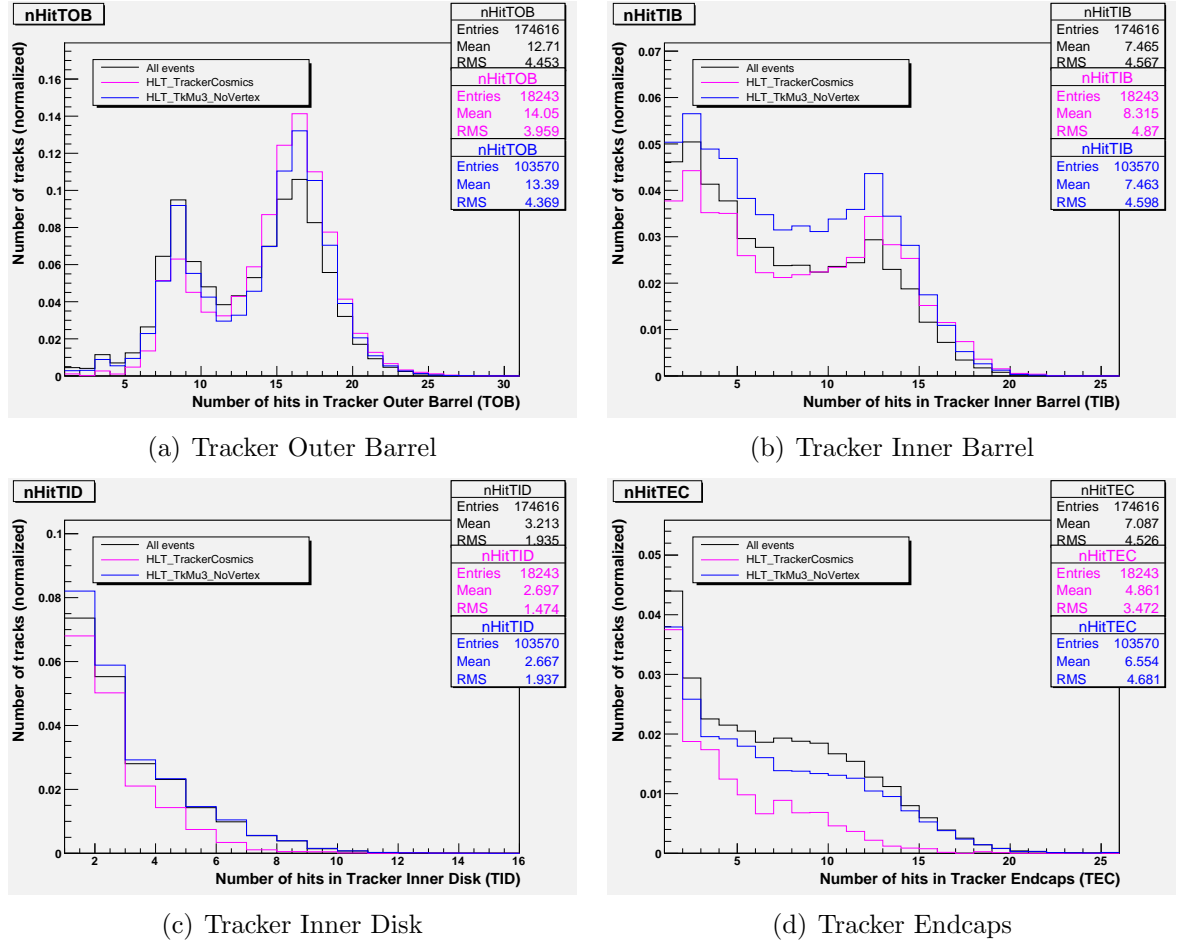 nHitTOB
Number of tracks (normalized)
All events
HLT_TrackerCosmics
HLT_TkMu3_NoVertex
nHitTOB
Entries 174616
Mean 12.71
RMS 4.453
nHitTOB
Entries 18243
Mean 14.05
RMS 3.959
nHitTOB
Entries 103570
Mean 13.39
RMS 4.369
0.16
0.14
0.12
0.1
0.08
0.06
0.04
0.02
0
5 10 15 20 25 30
Number of hits in Tracker Outer Barrel (TOB)
(a) Tracker Outer Barrel
nHitTIB
Number of tracks (normalized)
All events
HLT_TrackerCosmics
HLT_TkMu3_NoVertex
nHitTIB
Entries 174616
Mean 7.465
RMS 4.567
nHitTIB
Entries 18243
Mean 8.315
RMS 4.87
nHitTIB
Entries 103570
Mean 7.463
RMS 4.598
0.07
0.06
0.05
0.04
0.03
0.02
0.01
0
5 10 15 20 25
Number of hits in Tracker Inner Barrel (TIB)
(b) Tracker Inner Barrel
nHitTID
Number of tracks (normalized)
All events
HLT_TrackerCosmics
HLT_TkMu3_NoVertex
nHitTID
Entries 174616
Mean 3.213
RMS 1.935
nHitTID
Entries 18243
Mean 2.697
RMS 1.474
nHitTID
Entries 103570
Mean 2.667
RMS 1.937
0.1
0.08
0.06
0.04
0.02
0
2 4 6 8 10 12 14 16
Number of hits in Tracker Inner Disk (TID)
(c) Tracker Inner Disk
nHitTEC
Number of tracks (normalized)
All events
HLT_TrackerCosmics
HLT_TkMu3_NoVertex
nHitTEC
Entries 174616
Mean 7.087
RMS 4.526
nHitTEC
Entries 18243
Mean 4.861
RMS 3.472
nHitTEC
Entries 103570
Mean 6.554
RMS 4.681
0.05
0.04
0.03
0.02
0.01
0
5 10 15 20 25
Number of hits in Tracker Endcaps (TEC)
(d) Tracker Endcaps